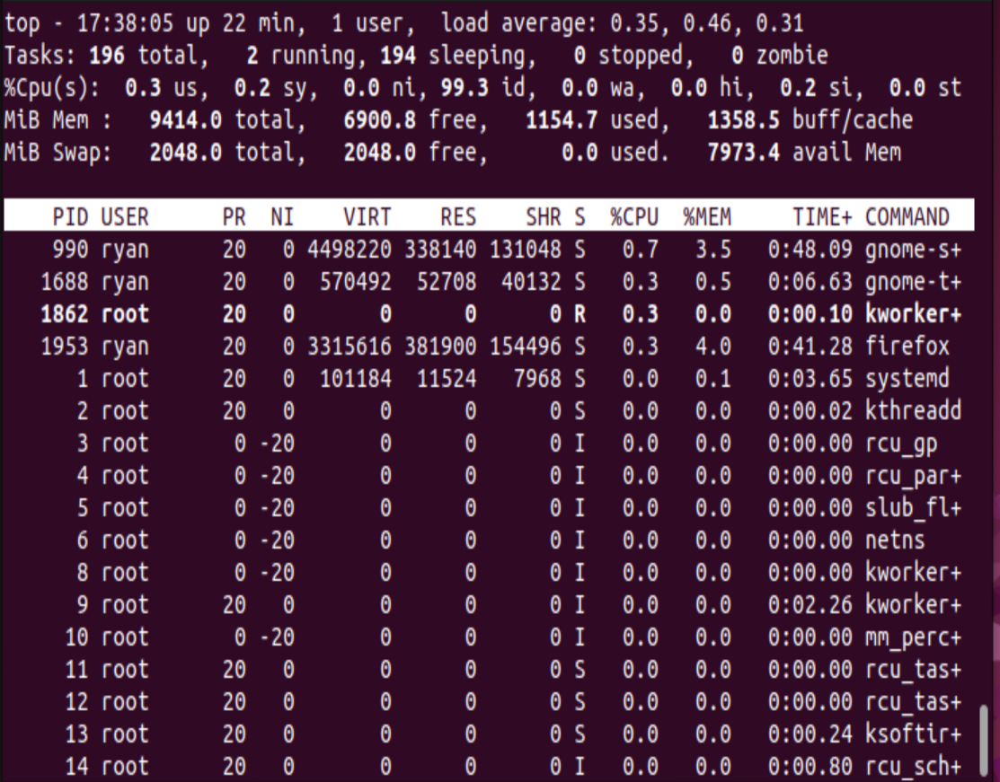 top - 17:38:05 up 22 min,  1 user,  load average: 0.35, 0.46, 0.31
Tasks: 196 total,   2 running, 194 sleeping,   0 stopped,   0 zombie
%Cpu(s):  0.3 us,  0.2 sy,  0.0 ni, 99.3 id,  0.0 wa,  0.0 hi,  0.2 si,  0.0 st
MiB Mem :   9414.0 total,   6900.8 free,   1154.7 used,   1358.5 buff/cache
MiB Swap:   2048.0 total,   2048.0 free,      0.0 used.   7973.4 avail Mem
    PID USER      PR  NI    VIRT    RES    SHR S  %CPU  %MEM     TIME+ COMMAND
    990 ryan      20   0 4498220 338140 131048 S   0.7   3.5   0:48.09 gnome-s+
   1688 ryan      20   0  570492  52708  40132 S   0.3   0.5   0:06.63 gnome-t+
   1862 root      20   0       0      0      0 R   0.3   0.0   0:00.10 kworker+
   1953 ryan      20   0 3315616 381900 154496 S   0.3   4.0   0:41.28 firefox
      1 root      20   0  101184  11524   7968 S   0.0   0.1   0:03.65 systemd
      2 root      20   0       0      0      0 S   0.0   0.0   0:00.02 kthreadd
      3 root       0 -20       0      0      0 I   0.0   0.0   0:00.00 rcu_gp
      4 root       0 -20       0      0      0 I   0.0   0.0   0:00.00 rcu_par+
      5 root       0 -20       0      0      0 I   0.0   0.0   0:00.00 slub_fl+
      6 root       0 -20       0      0      0 I   0.0   0.0   0:00.00 netns
      8 root       0 -20       0      0      0 I   0.0   0.0   0:00.00 kworker+
      9 root      20   0       0      0      0 I   0.0   0.0   0:02.26 kworker+
     10 root       0 -20       0      0      0 I   0.0   0.0   0:00.00 mm_perc+
     11 root      20   0       0      0      0 S   0.0   0.0   0:00.00 rcu_tas+
     12 root      20   0       0      0      0 S   0.0   0.0   0:00.00 rcu_tas+
     13 root      20   0       0      0      0 S   0.0   0.0   0:00.24 ksoftir+
     14 root      20   0       0      0      0 I   0.0   0.0   0:00.80 rcu_sch+